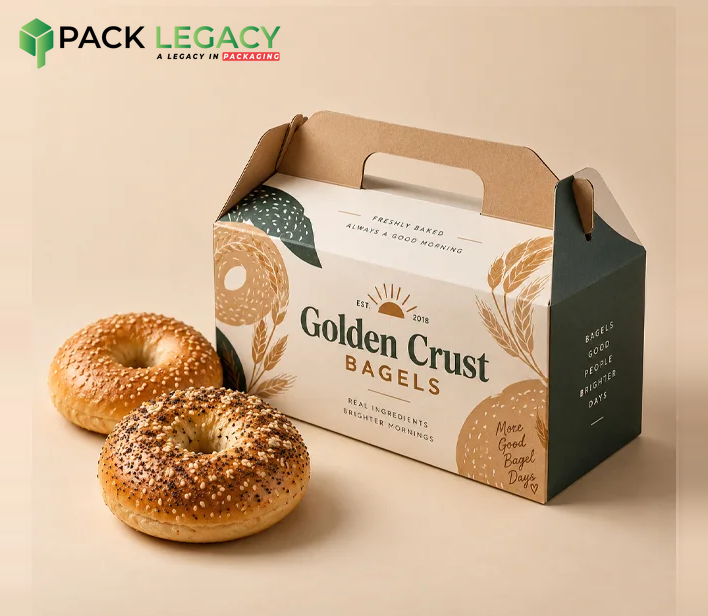 PACK LEGACY
A LEGACY IN PACKAGING
FRESHLY BAKED
ALWAYS A GOOD MORNING
EST. 2018
Golden Crust
BAGELS
REAL INGREDIENTS
BRIGHTER MORNINGS
More
Good
Bagel
Days
BAGELS
GOOD
PEOPLE
BRIGHTER
DAYS